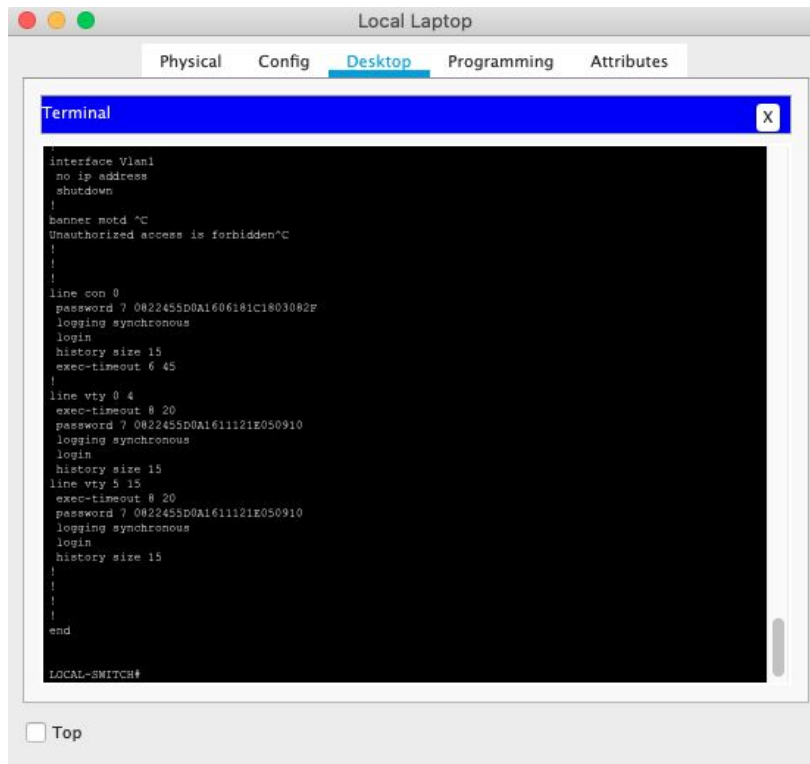 Local Laptop
Physical Config Desktop Programming Attributes
Terminal
X
!
interface Vlan1
no ip address
shutdown
!
banner motd ^C
Unauthorized access is forbidden^C
!
!
!
line con 0
password 7 0822455D0A1606181C1803082F
logging synchronous
login
history size 15
exec-timeout 6 45
!
line vty 0 4
exec-timeout 8 20
password 7 0822455D0A1611121E050910
logging synchronous
login
history size 15
line vty 5 15
exec-timeout 8 20
password 7 0822455D0A1611121E050910
logging synchronous
login
history size 15
!
!
!
!
end
LOCAL-SWITCH#
Top